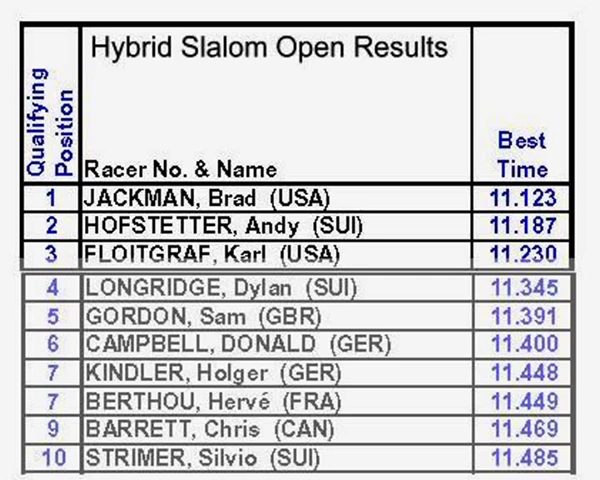 Hybrid Slalom Open Results
Qualifying Position
Racer No. & Name
Best Time
1 JACKMAN, Brad (USA) 11.123
2 HOFSTETTER, Andy (SUI) 11.187
3 FLOITGRAF, Karl (USA) 11.230
4 LONGRIDGE, Dylan (SUI) 11.345
5 GORDON, Sam (GBR) 11.391
6 CAMPBELL, DONALD (GER) 11.400
7 KINDLER, Holger (GER) 11.448
7 BERTHOU, Hervé (FRA) 11.449
9 BARRETT, Chris (CAN) 11.469
10 STRIMER, Silvio (SUI) 11.485